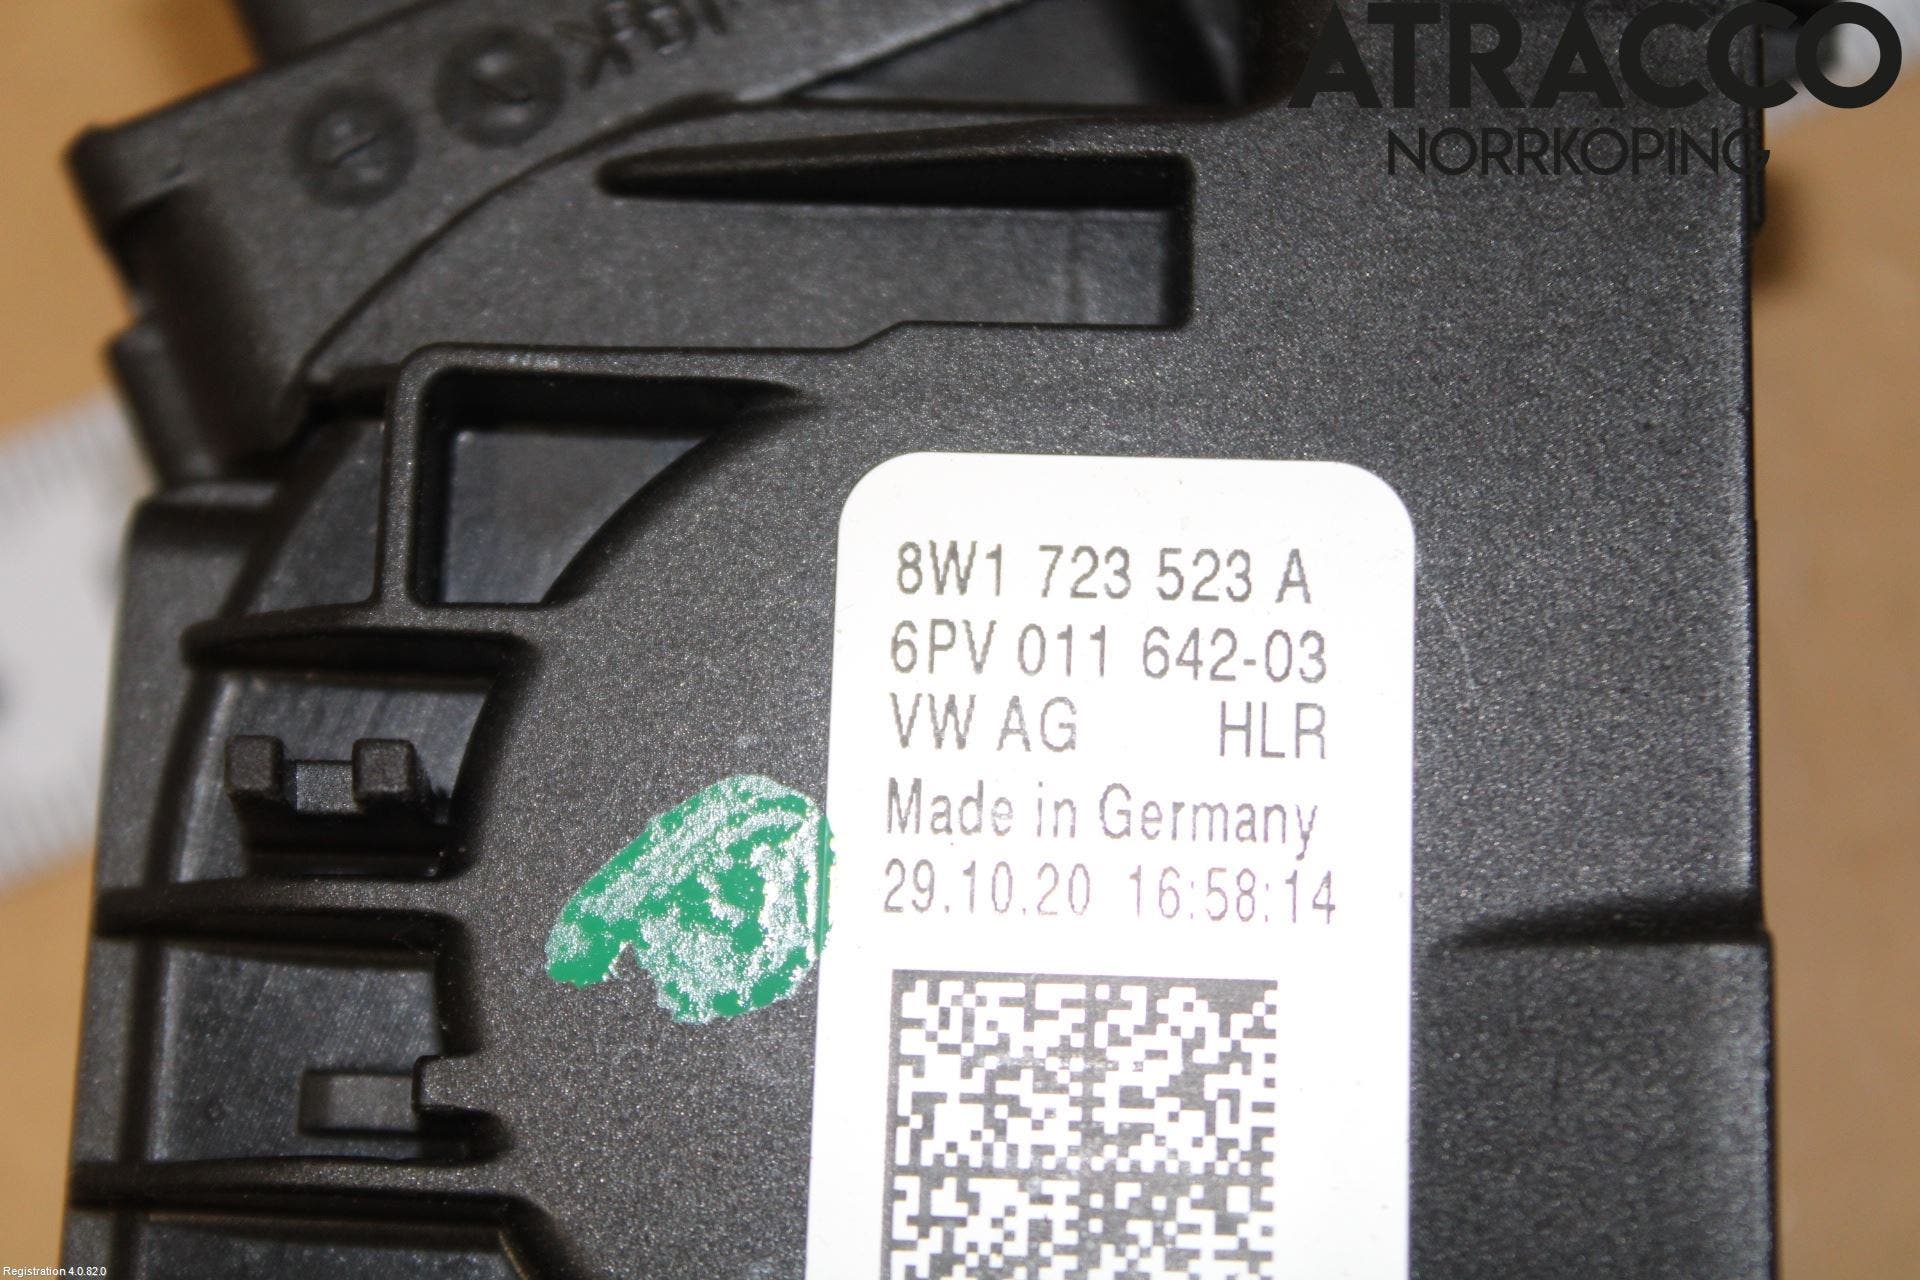 ATRACCO
NORRKOPING
8W1 723 523 A
6PV 011 642-03
VW AG HLR
Made in Germany
29.10.20 16:58:14
Registration 4.0.82.0